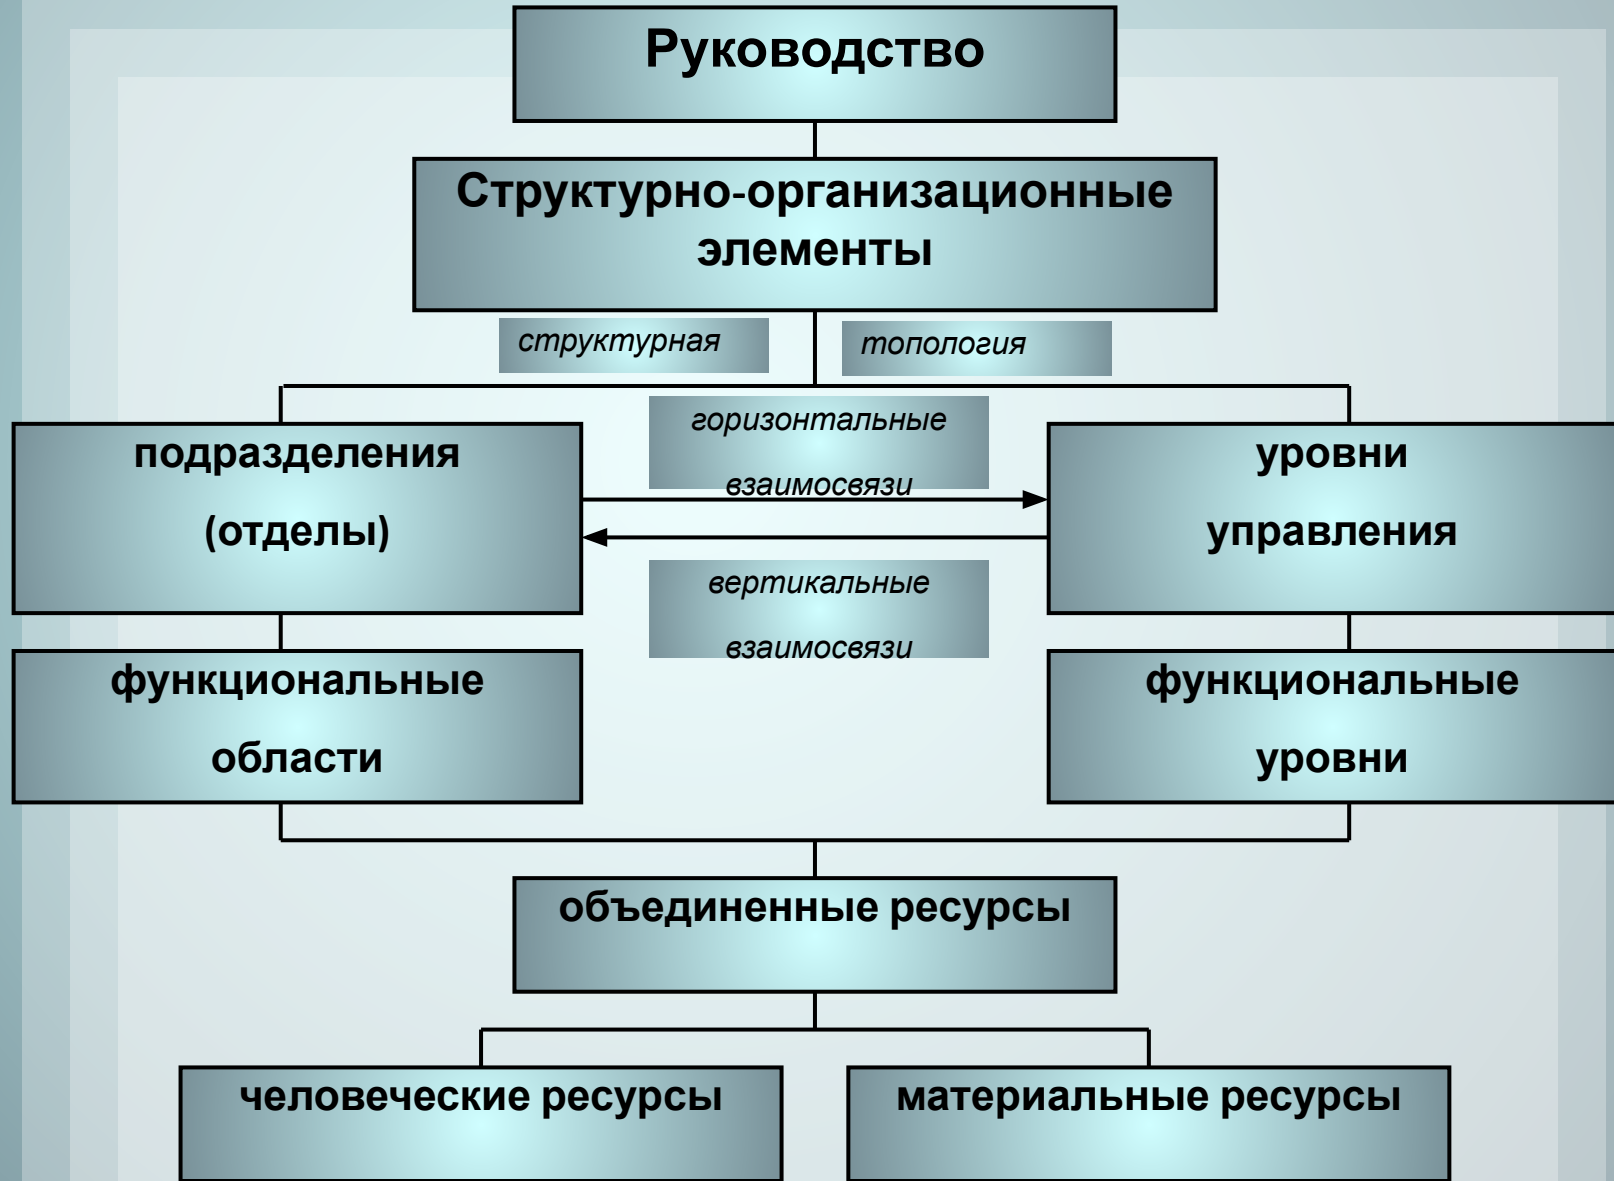 Руководство
Структурно-организационные
элементы
структурная
топология
горизонтальные
взаимосвязи
подразделения
(отделы)
уровни
управления
вертикальные
взаимосвязи
функциональные
области
функциональные
уровни
объединенные ресурсы
человеческие ресурсы
материальные ресурсы